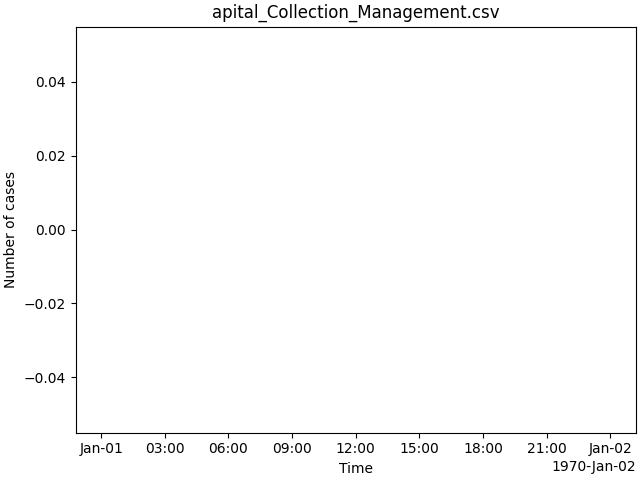 apital_Collection_Management.csv
Number of cases
0.04
0.02
0.00
−0.02
−0.04
Jan-01 03:00 06:00 09:00 12:00 15:00 18:00 21:00 Jan-02
1970-Jan-02
Time